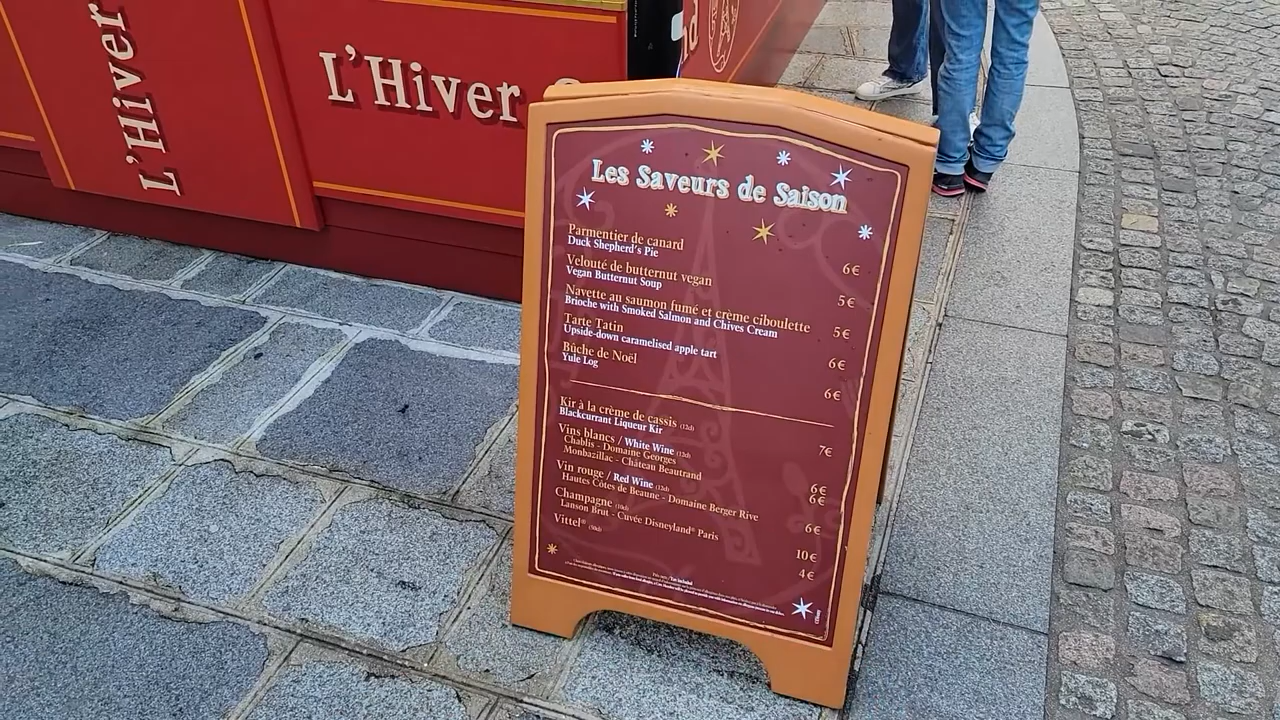 L'Hiver
L'Hiver
Les Saveurs de Saison
Parmentier de canard
Duck Shepherd's Pie
6€
Velouté de butternut vegan
Vegan Butternut Soup
5€
Navette au saumon fumé et crème ciboulette
Brioche with Smoked Salmon and Chives Cream
5€
Tarte Tatin
Upside-down caramelised apple tart
6€
Bûche de Noël
Yule Log
6€
Kir à la crème de cassis (12cl)
Blackcurrant Liqueur Kir
7€
Vins blancs / White Wine (12cl)
Chablis - Domaine Georges
6€
Monbazillac - Château Beautrand
6€
Vin rouge / Red Wine (12cl)
Hautes Côtes de Beaune - Domaine Berger Rive
6€
Champagne (10cl)
Lanson Brut - Cuvée Disneyland® Paris
10€
Vittel® (50cl)
4€